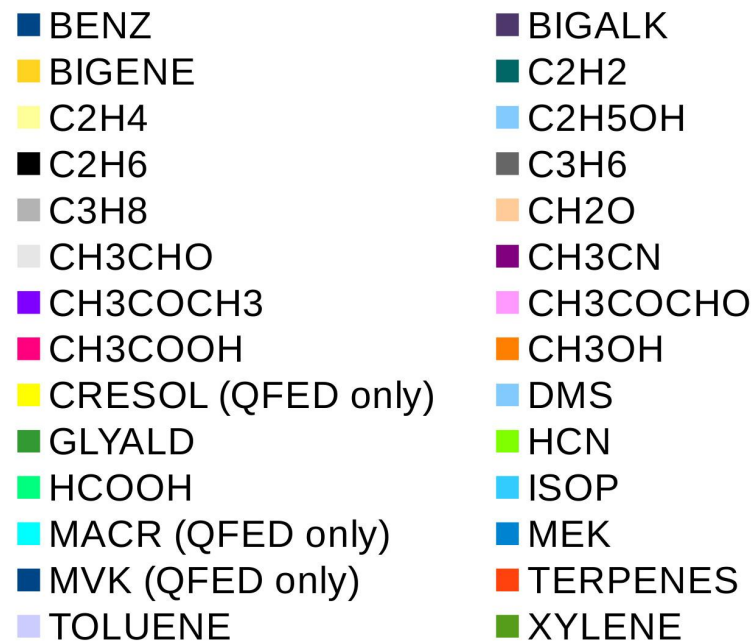 BENZ
BIGALK
BIGENE
C2H2
C2H4
C2H5OH
C2H6
C3H6
C3H8
CH2O
CH3CHO
CH3CN
CH3COCH3
CH3COCHO
CH3COOH
CH3OH
CRESOL (QFED only)
DMS
GLYALD
HCN
HCOOH
ISOP
MACR (QFED only)
MEK
MVK (QFED only)
TERPENES
TOLUENE
XYLENE